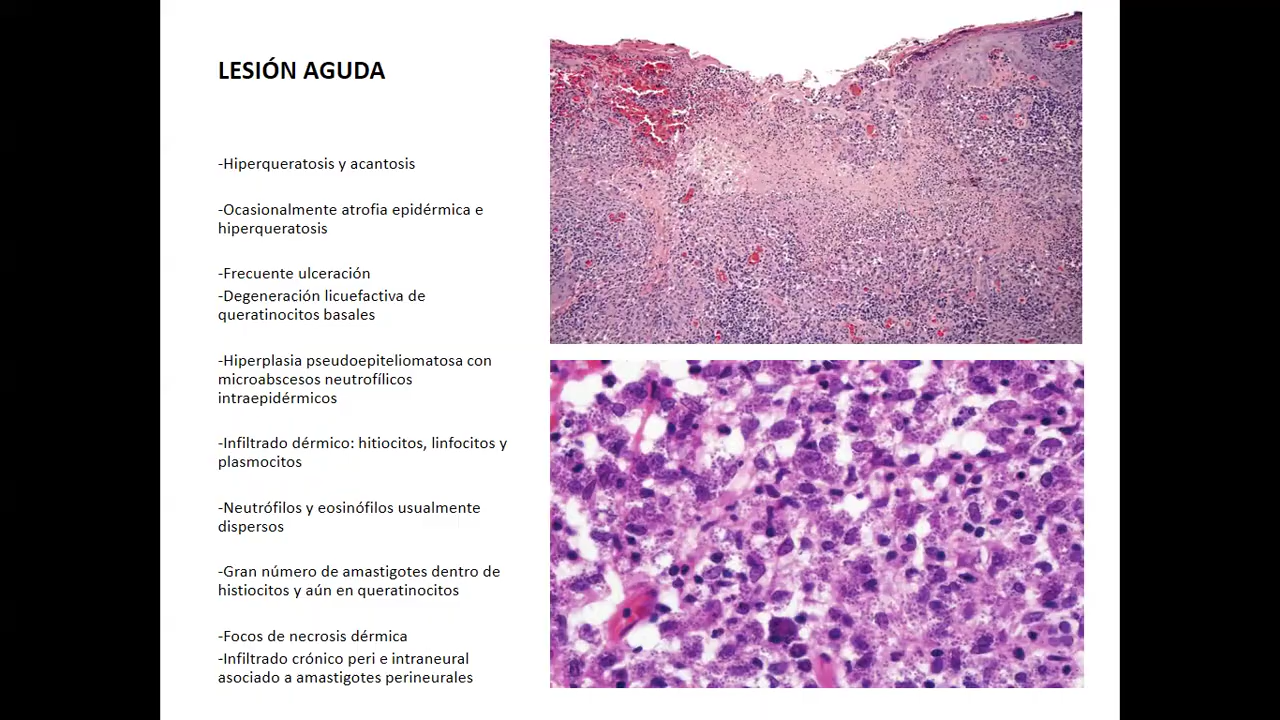 LESIÓN AGUDA
-Hiperqueratosis y acantosis
-Ocasionalmente atrofia epidérmica e
hiperqueratosis
-Frecuente ulceración
-Degeneración licuefactiva de
queratinocitos basales
-Hiperplasia pseudoepiteliomatosa con
microabscesos neutrofílicos
intraepidérmicos
-Infiltrado dérmico: hitiocitos, linfocitos y
plasmocitos
-Neutrófilos y eosinófilos usualmente
dispersos
-Gran número de amastigotes dentro de
histiocitos y aún en queratinocitos
-Focos de necrosis dérmica
-Infiltrado crónico peri e intraneural
asociado a amastigotes perineurales